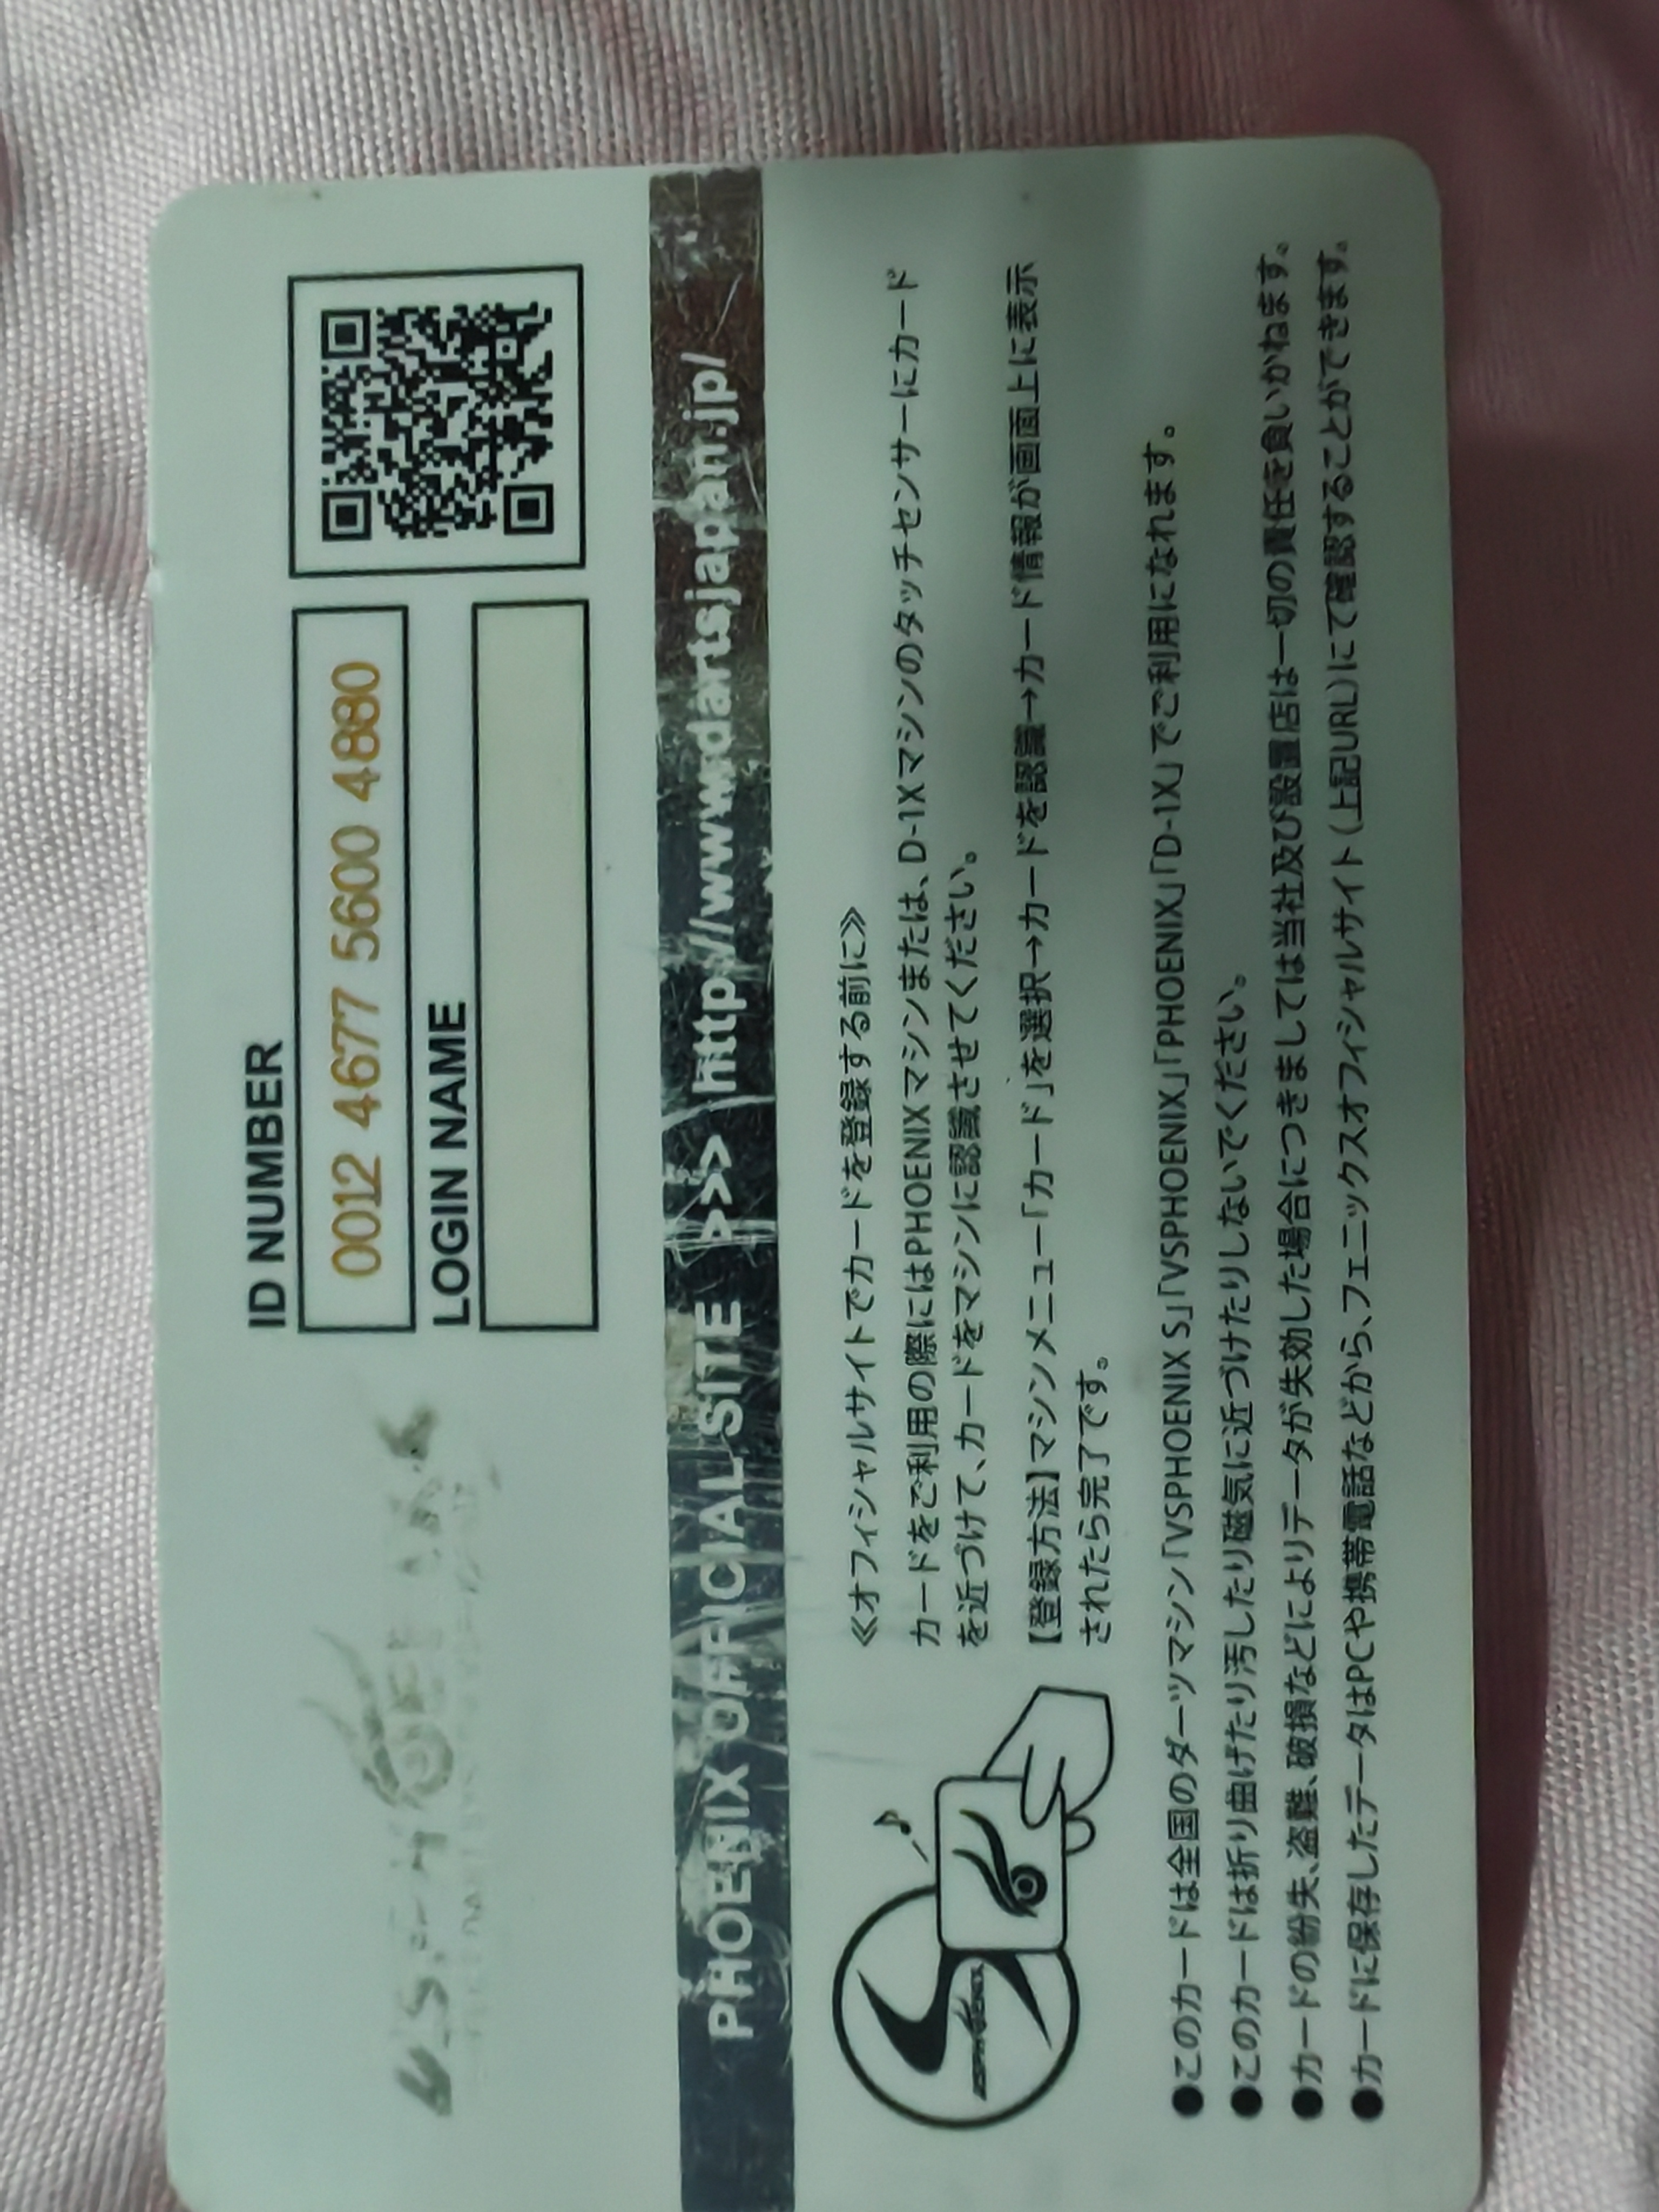 ID NUMBER
0012 4677 5600 4880
LOGIN NAME
PHOENIX OFFICIAL SITE >>> http://www.dartsjapan.jp/
≪オフィシャルサイトでカードを登録する前に≫
カードをご利用の際にはPHOENIXマシンまたは、D-1Xマシンのタッチセンサーにカード
を近づけて、カードをマシンに認識させてください。
【登録方法】マシンメニュー「カード」を選択→カードを認識→カード情報が画面上に表示
されたら完了です。
●このカードは全国のダーツマシン「VSPHOENIX S」「VSPHOENIX」「PHOENIX」「D-1X」でご利用になれます。
●このカードは折り曲げたり汚したり磁気に近づけたりしないでください。
●カードの紛失、盗難、破損などによりデータが失効した場合につきましては当社及び設置店は一切の責任を負いかねます。
●カードに保存したデータはPCや携帯電話などから、フェニックスオフィシャルサイト(上記URL)にて確認することができます。